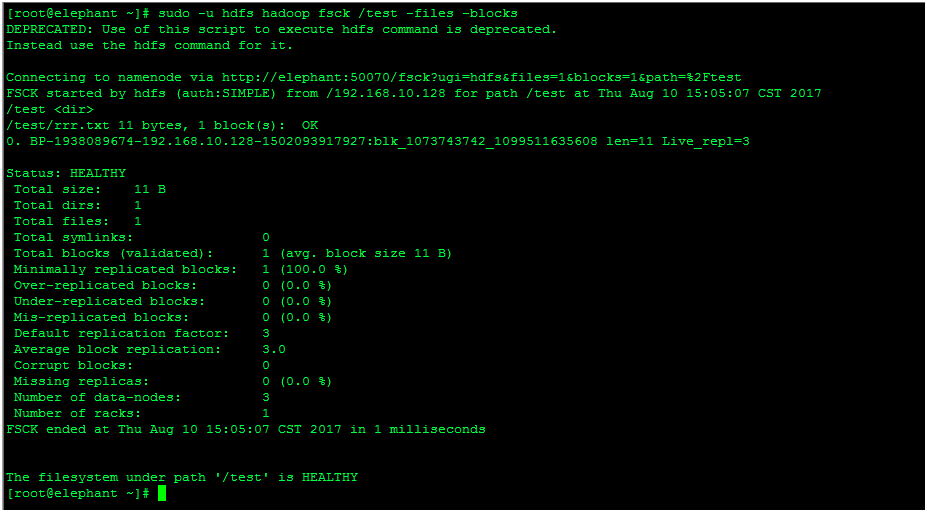 [root@elephant ~]# sudo -u hdfs hadoop fsck /test -files -blocks
DEPRECATED: Use of this script to execute hdfs command is deprecated.
Instead use the hdfs command for it.
Connecting to namenode via http://elephant:50070/fsck?ugi=hdfs&files=1&blocks=1&path=%2Ftest
FSCK started by hdfs (auth:SIMPLE) from /192.168.10.128 for path /test at Thu Aug 10 15:05:07 CST 2017
/test <dir>
/test/rrr.txt 11 bytes, 1 block(s):  OK
0. BP-1938089674-192.168.10.128-1502093917927:blk_1073743742_1099511635608 len=11 Live_repl=3
Status: HEALTHY
Total size:    11 B
Total dirs:    1
Total files:   1
Total symlinks:                0
Total blocks (validated):      1 (avg. block size 11 B)
Minimally replicated blocks:   1 (100.0 %)
Over-replicated blocks:        0 (0.0 %)
Under-replicated blocks:       0 (0.0 %)
Mis-replicated blocks:         0 (0.0 %)
Default replication factor:    3
Average block replication:     3.0
Corrupt blocks:                0
Missing replicas:              0 (0.0 %)
Number of data-nodes:          3
Number of racks:               1
FSCK ended at Thu Aug 10 15:05:07 CST 2017 in 1 milliseconds
The filesystem under path '/test' is HEALTHY
[root@elephant ~]#